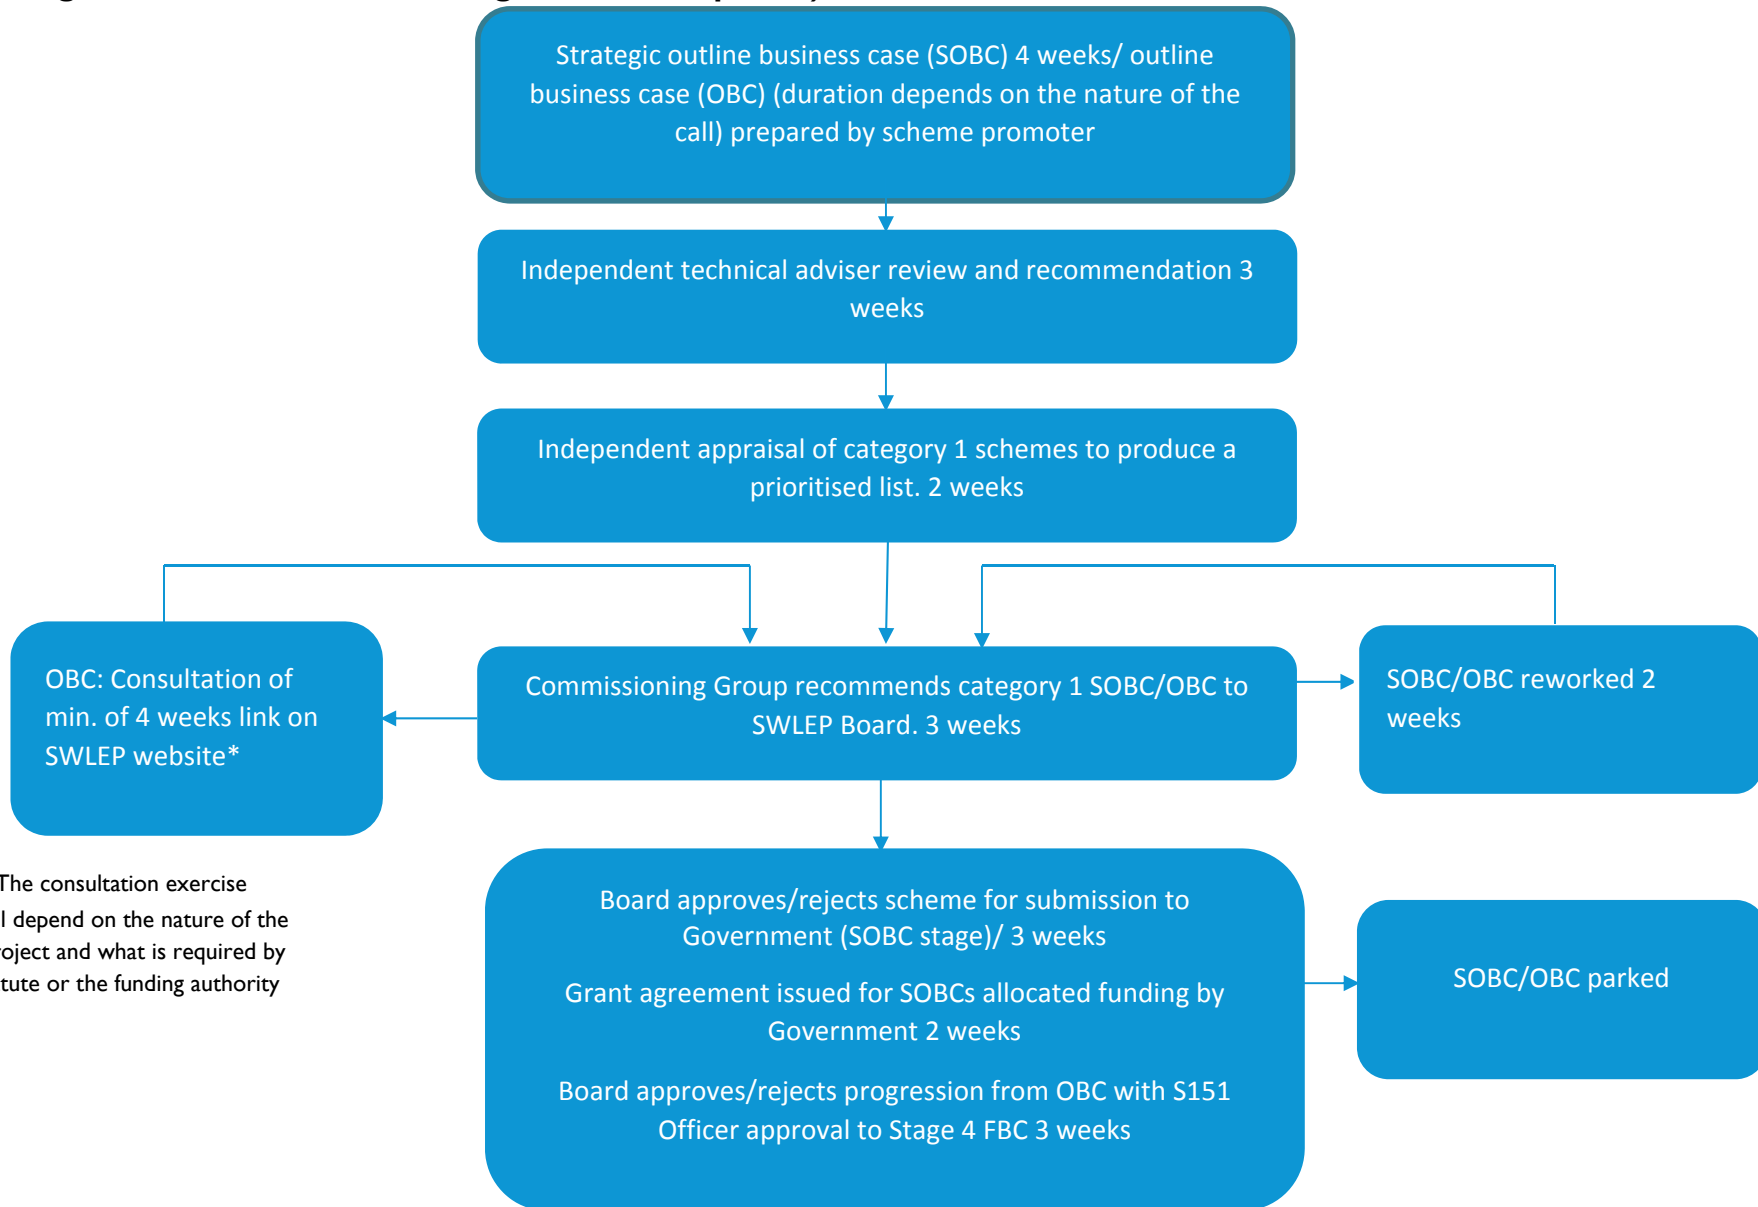 Strategic outline business case (SOBC) 4 weeks/ outline
business case (OBC) (duration depends on the nature of the
call) prepared by scheme promoter
Independent technical adviser review and recommendation 3
weeks
Independent appraisal of category 1 schemes to produce a
prioritised list. 2 weeks
OBC: Consultation of
min. of 4 weeks link on
SWLEP website*
Commissioning Group recommends category 1 SOBC/OBC to
SWLEP Board. 3 weeks
SOBC/OBC reworked 2
weeks
The consultation exercise
depend on the nature of the
and what is required by
or the funding authority
Board approves/rejects scheme for submission to
Government (SOBC stage)/ 3 weeks
Grant agreement issued for SOBCs allocated funding by
Government 2 weeks
Board approves/rejects progression from OBC with S151
Officer approval to Stage 4 FBC 3 weeks
SOBC/OBC parked